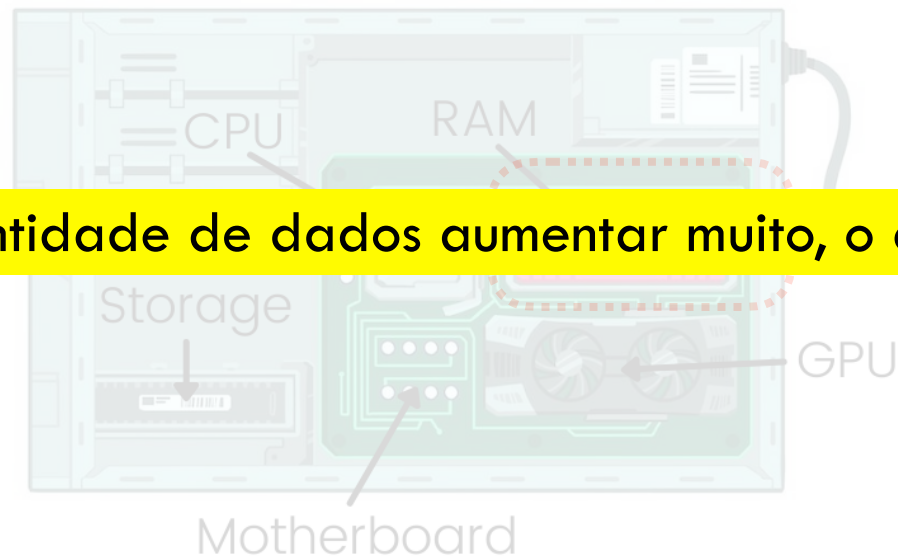 CPU
RAM
ntidade de dados aumentar muito, o
Storage
GPU
Motherboard